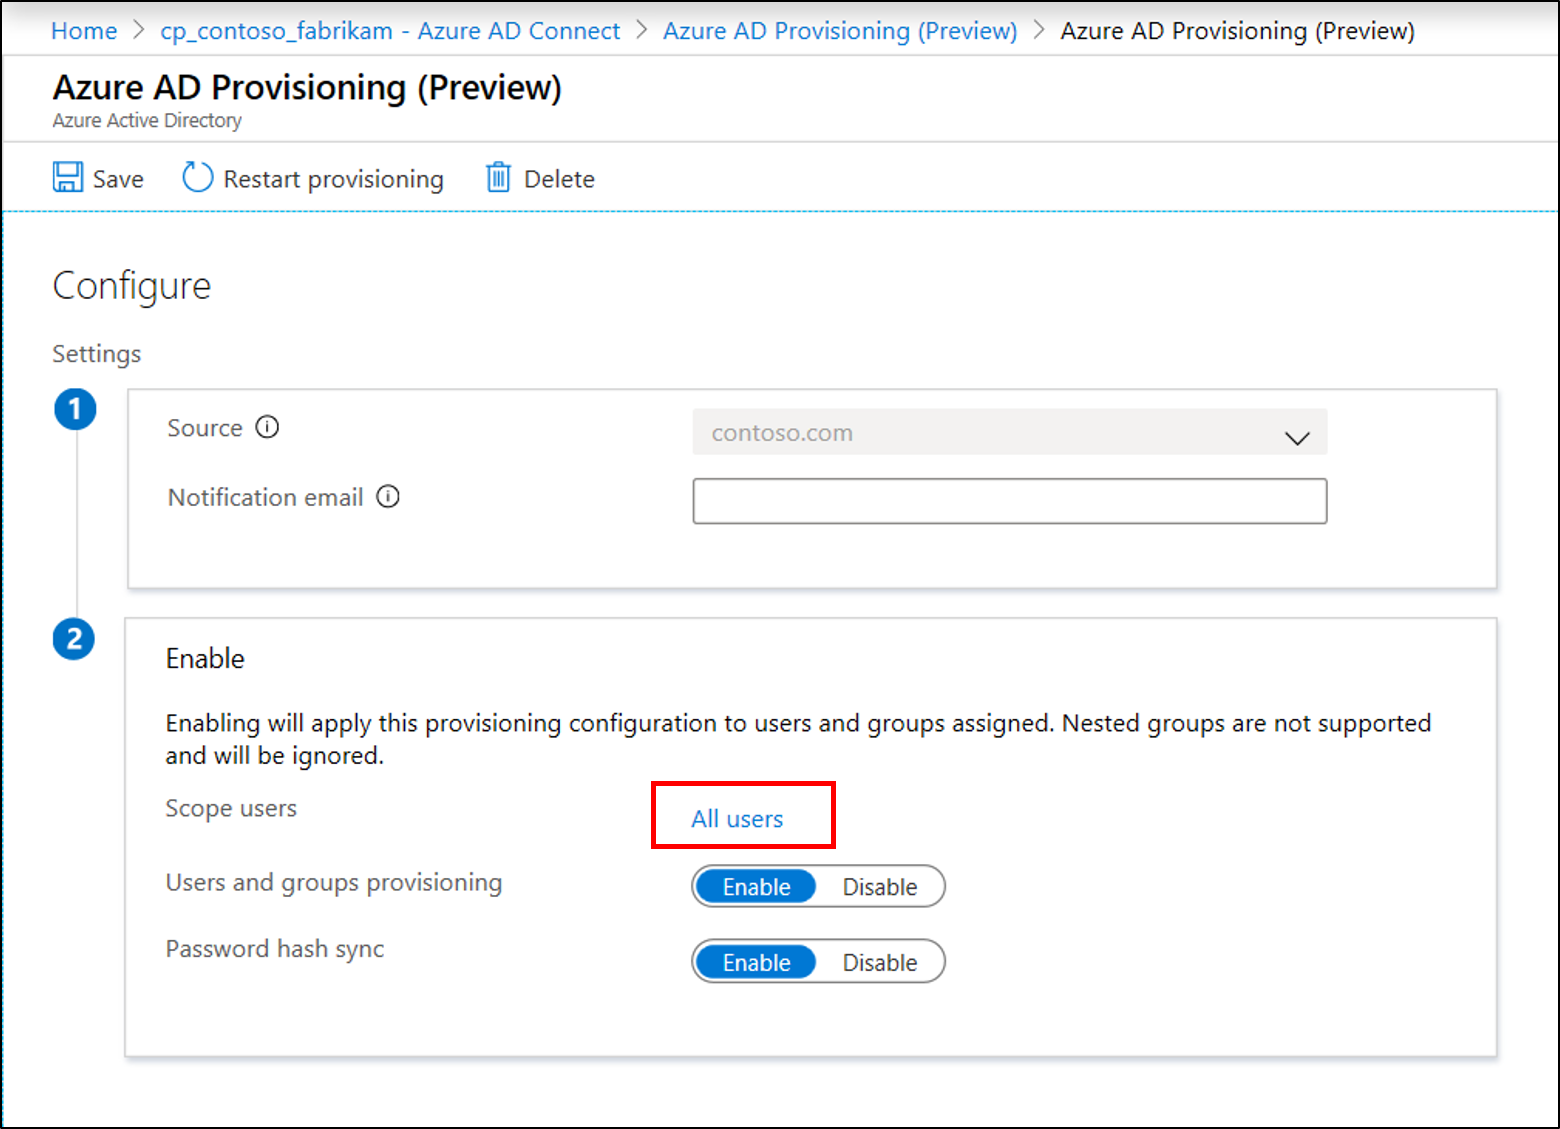 Home > cp_contoso_fabrikam - Azure AD Connect > Azure AD Provisioning (Preview) > Azure AD Provisioning (Preview)
Azure AD Provisioning (Preview)
Azure Active Directory
Save Restart provisioning Delete
Configure
Settings
1
Source contoso.com
Notification email
2
Enable
Enabling will apply this provisioning configuration to users and groups assigned. Nested groups are not supported
and will be ignored.
Scope users All users
Users and groups provisioning Enable Disable
Password hash sync Enable Disable